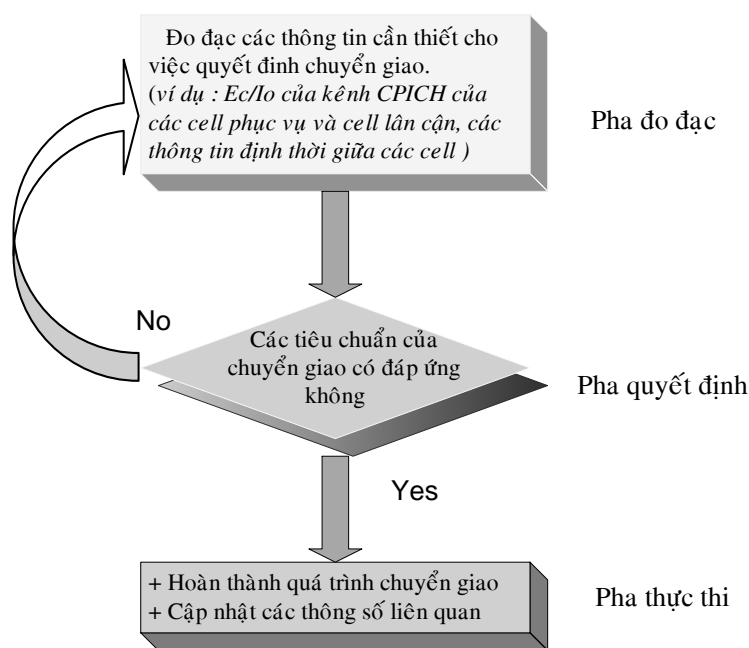 Đo đạc các thông tin cần thiết cho
việc quyết đinh chuyển giao.
(ví dụ : Ec/Io của kênh CPICH của
các cell phục vụ và cell lân cận, các
thông tin định thời giữa các cell )
Pha đo đạc
No
Các tiêu chuẩn của
chuyển giao có đáp ứng
không
Pha quyết định
Yes
+ Hoàn thành quá trình chuyển giao
+ Cập nhật các thông số liên quan
Pha thực thi